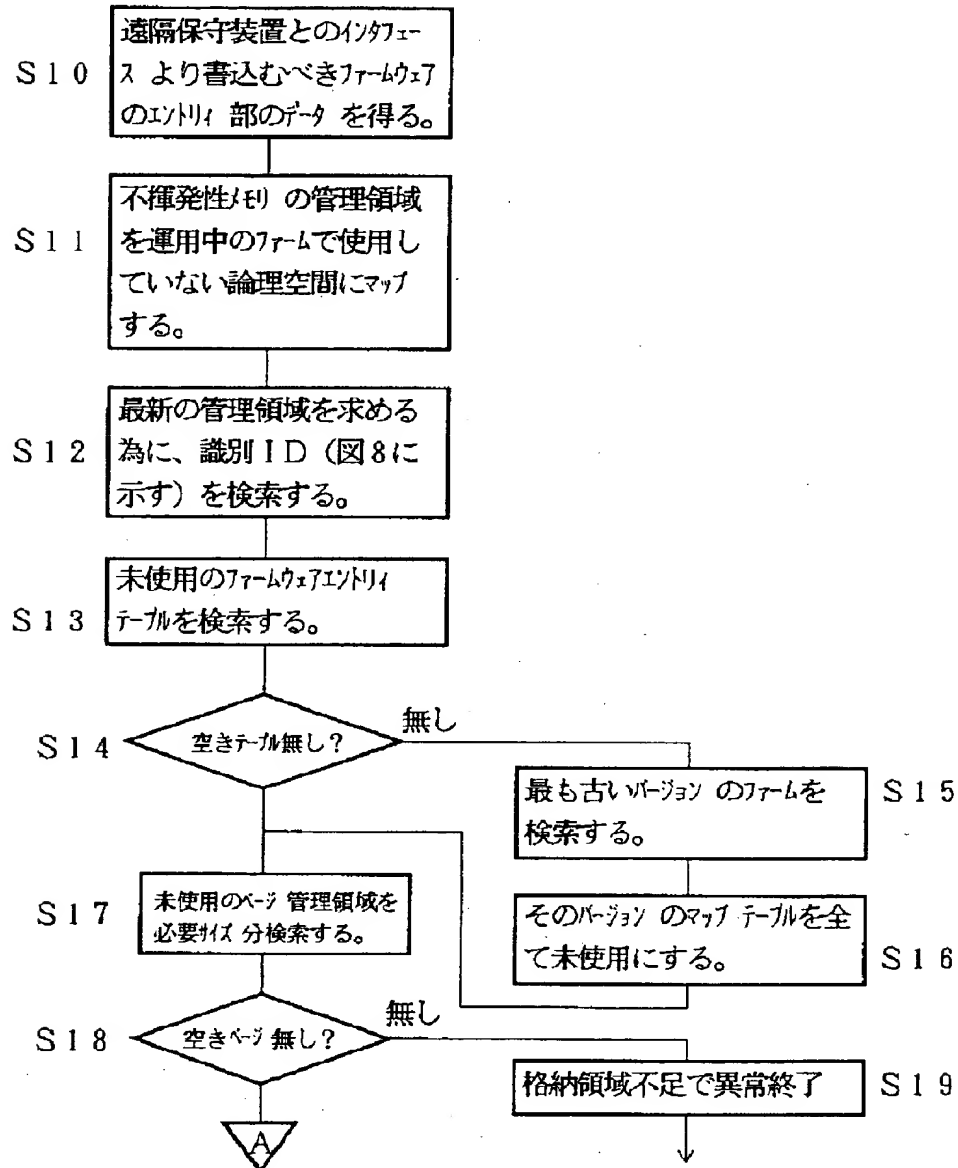 S10
遠隔保守装置とのインタフェー
ス より書込むべきファームウェア
のエントリィ 部のデータ を得る。
S11
不揮発性メモリ の管理領域
を運用中のファームで使用し
ていない論理空間にマップ
する。
S12
最新の管理領域を求める
為に、識別ID（図8に
示す）を検索する。
S13
未使用のファームウェアエントリィ
テーブルを検索する。
S14
空きテーブル無し？
無し
最も古いバージョン のファームを
検索する。
S15
そのバージョン のマップ テーブルを全
て未使用にする。
S16
S17
未使用のページ 管理領域を
必要サイズ 分検索する。
S18
空きページ 無し？
無し
格納領域不足で異常終了
S19
A